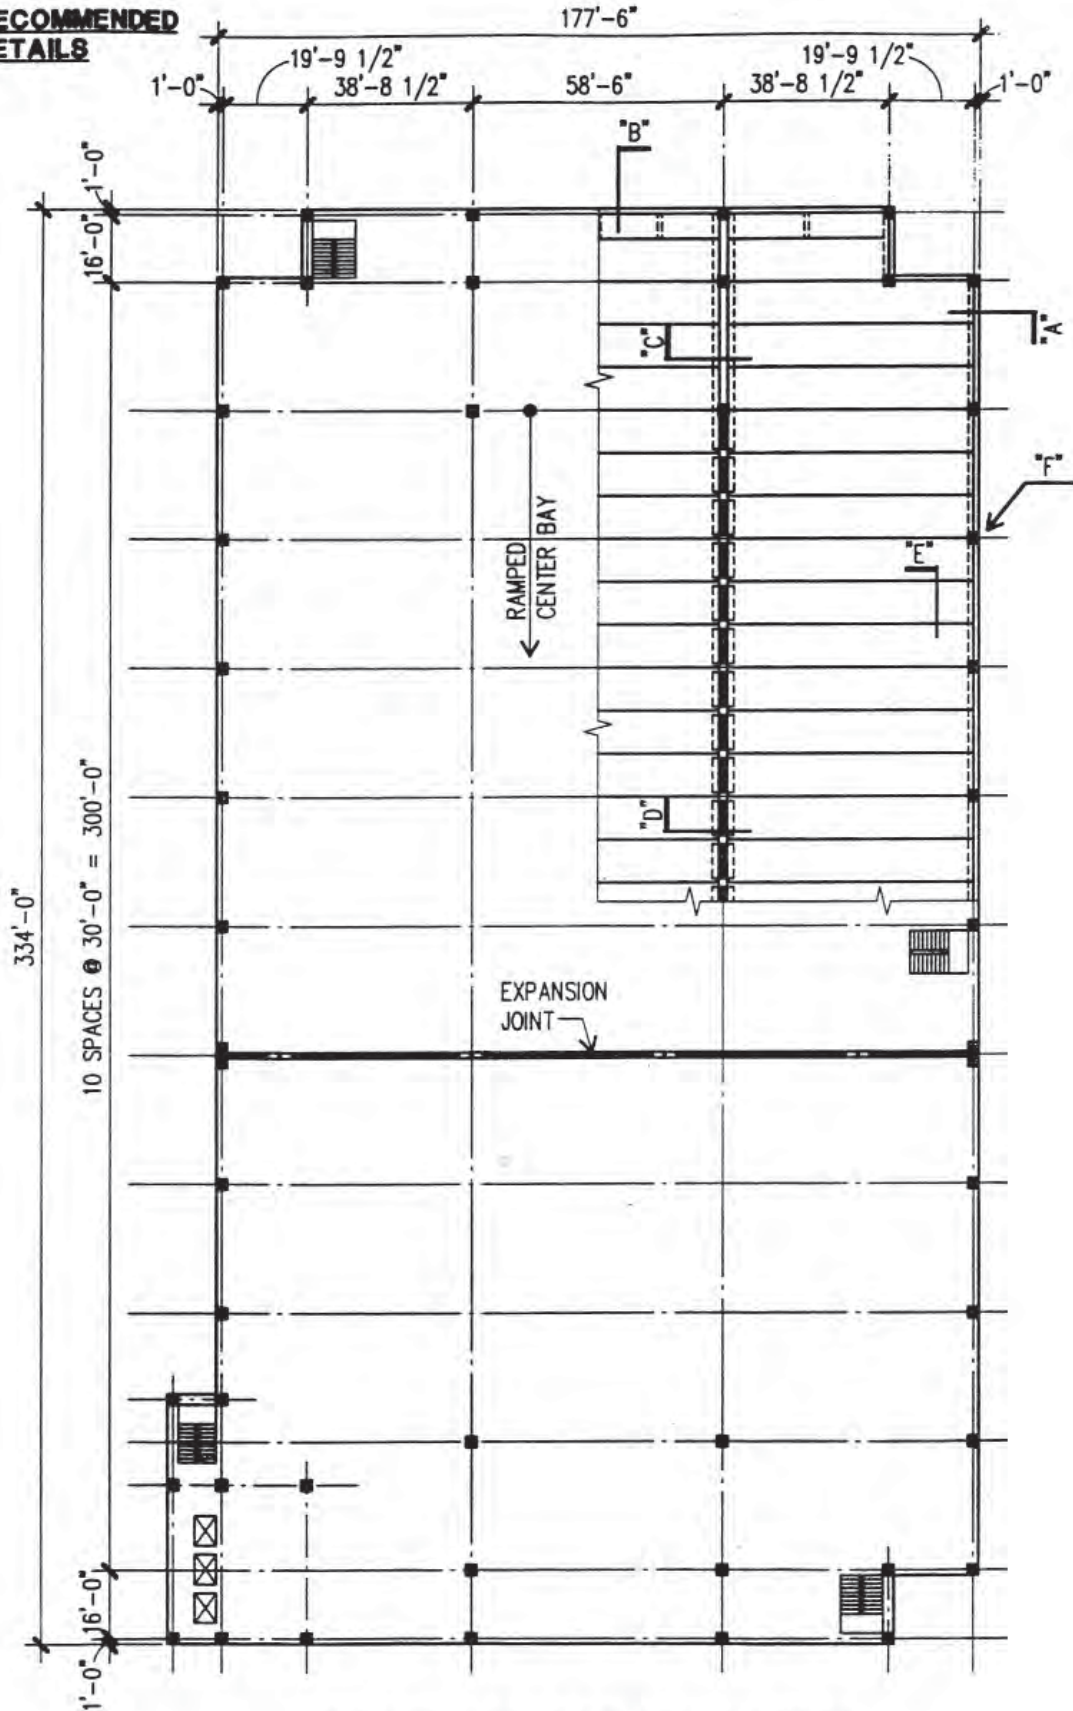 ECOMMENDED
ETAILS
177'-6"
19'-9 1/2"
19'-9 1/2"
1'-0"
38'-8 1/2"
58'-6"
38'-8 1/2"
1'-0"
"B"
1'-0"
16'-0"
"A"
"C"
"F"
"E"
RAMPED
CENTER BAY
"D"
10 SPACES @ 30'-0" = 300'-0"
334'-0"
EXPANSION
JOINT
16'-0"
1'-0"